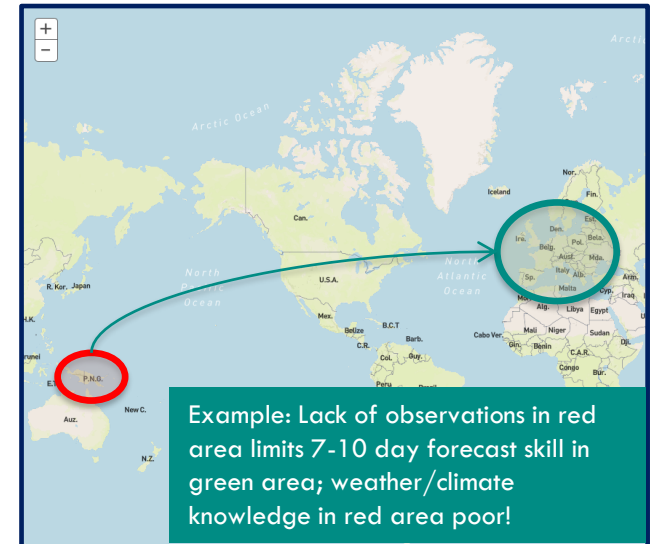 +
−
Arctic Ocean
Arcti
Nor.
Iceland
Fin.
Can.
Est.
Den.
Ire.
Pol.
Bela.
Belg.
Aust.
Mda.
R. Kor. Japan
North
Pacific
Ocean
U.S.A.
North
Atlantic
Ocean
Sp.
Italy
Alb.
Arm.
Malta
Cyp.
Iraq
H.K.
Mex.
Alg.
Libya
Egypt
Belize
B.C.T
Cabo Ver.
Mali
Niger
Sudan
C.R.
Barb.
Gin.
Benin
Dji.
runei
Col.
Guy.
C.A.R.
E.T
P.N.G.
Congo
Bur.
Peru
Auz.
New C.
N.Z.
Example: Lack of observations in red
area limits 7-10 day forecast skill in
green area; weather/climate
knowledge in red area poor!